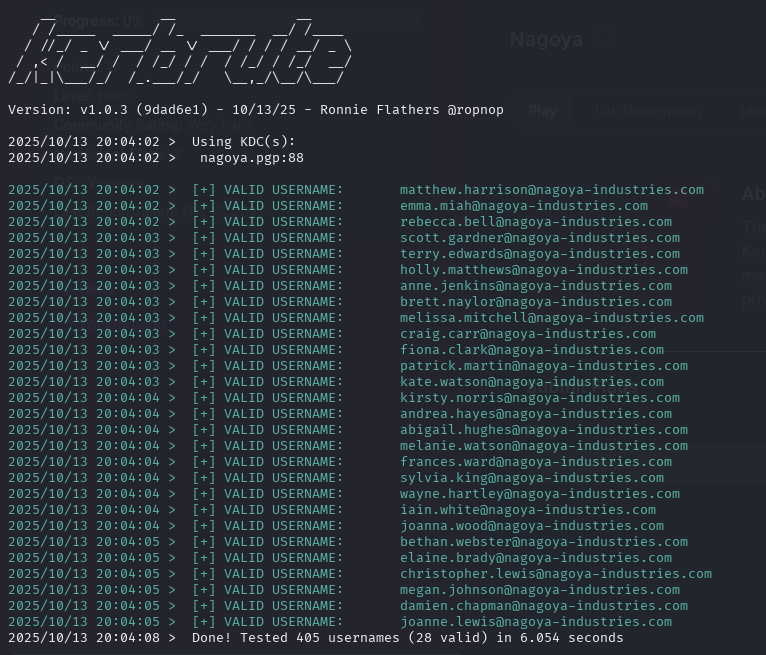 Version: v1.0.3 (9dad6e1) - 10/13/25 - Ronnie Flathers @ropnop
2025/10/13 20:04:02 >  Using KDC(s):
2025/10/13 20:04:02 >   nagoya.pgp:88
2025/10/13 20:04:02 >  [+] VALID USERNAME:       matthew.harrison@nagoya-industries.com
2025/10/13 20:04:02 >  [+] VALID USERNAME:       emma.miah@nagoya-industries.com
2025/10/13 20:04:02 >  [+] VALID USERNAME:       rebecca.bell@nagoya-industries.com
2025/10/13 20:04:03 >  [+] VALID USERNAME:       scott.gardner@nagoya-industries.com
2025/10/13 20:04:03 >  [+] VALID USERNAME:       terry.edwards@nagoya-industries.com
2025/10/13 20:04:03 >  [+] VALID USERNAME:       holly.matthews@nagoya-industries.com
2025/10/13 20:04:03 >  [+] VALID USERNAME:       anne.jenkins@nagoya-industries.com
2025/10/13 20:04:03 >  [+] VALID USERNAME:       brett.naylor@nagoya-industries.com
2025/10/13 20:04:03 >  [+] VALID USERNAME:       melissa.mitchell@nagoya-industries.com
2025/10/13 20:04:03 >  [+] VALID USERNAME:       craig.carr@nagoya-industries.com
2025/10/13 20:04:03 >  [+] VALID USERNAME:       fiona.clark@nagoya-industries.com
2025/10/13 20:04:03 >  [+] VALID USERNAME:       patrick.martin@nagoya-industries.com
2025/10/13 20:04:03 >  [+] VALID USERNAME:       kate.watson@nagoya-industries.com
2025/10/13 20:04:04 >  [+] VALID USERNAME:       kirsty.norris@nagoya-industries.com
2025/10/13 20:04:04 >  [+] VALID USERNAME:       andrea.hayes@nagoya-industries.com
2025/10/13 20:04:04 >  [+] VALID USERNAME:       abigail.hughes@nagoya-industries.com
2025/10/13 20:04:04 >  [+] VALID USERNAME:       melanie.watson@nagoya-industries.com
2025/10/13 20:04:04 >  [+] VALID USERNAME:       frances.ward@nagoya-industries.com
2025/10/13 20:04:04 >  [+] VALID USERNAME:       sylvia.king@nagoya-industries.com
2025/10/13 20:04:04 >  [+] VALID USERNAME:       wayne.hartley@nagoya-industries.com
2025/10/13 20:04:04 >  [+] VALID USERNAME:       iain.white@nagoya-industries.com
2025/10/13 20:04:04 >  [+] VALID USERNAME:       joanna.wood@nagoya-industries.com
2025/10/13 20:04:05 >  [+] VALID USERNAME:       bethan.webster@nagoya-industries.com
2025/10/13 20:04:05 >  [+] VALID USERNAME:       elaine.brady@nagoya-industries.com
2025/10/13 20:04:05 >  [+] VALID USERNAME:       christopher.lewis@nagoya-industries.com
2025/10/13 20:04:05 >  [+] VALID USERNAME:       megan.johnson@nagoya-industries.com
2025/10/13 20:04:05 >  [+] VALID USERNAME:       damien.chapman@nagoya-industries.com
2025/10/13 20:04:05 >  [+] VALID USERNAME:       joanne.lewis@nagoya-industries.com
2025/10/13 20:04:08 >  Done! Tested 405 usernames (28 valid) in 6.054 seconds
Progress: 0%
Nagoya
Play
Lab Description
Community Rating: Very hard